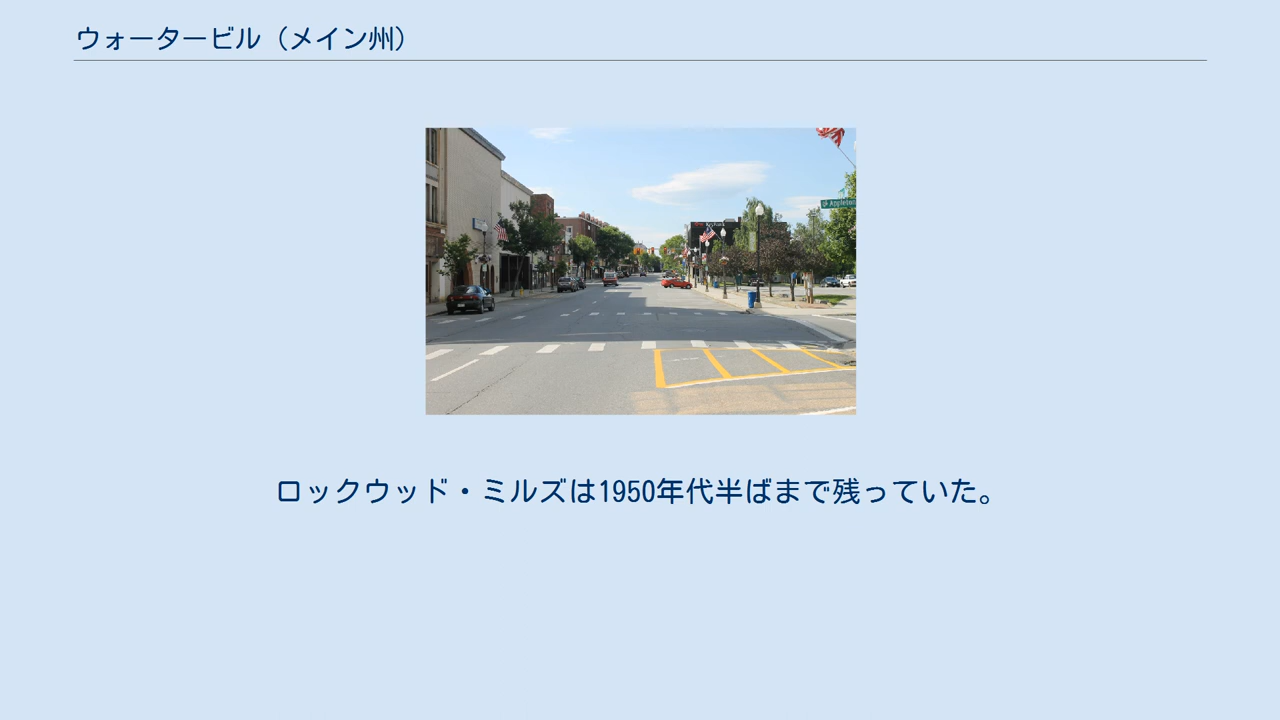 ウォータービル（メイン州）
Appleton
ロックウッド・ミルズは1950年代半ばまで残っていた。